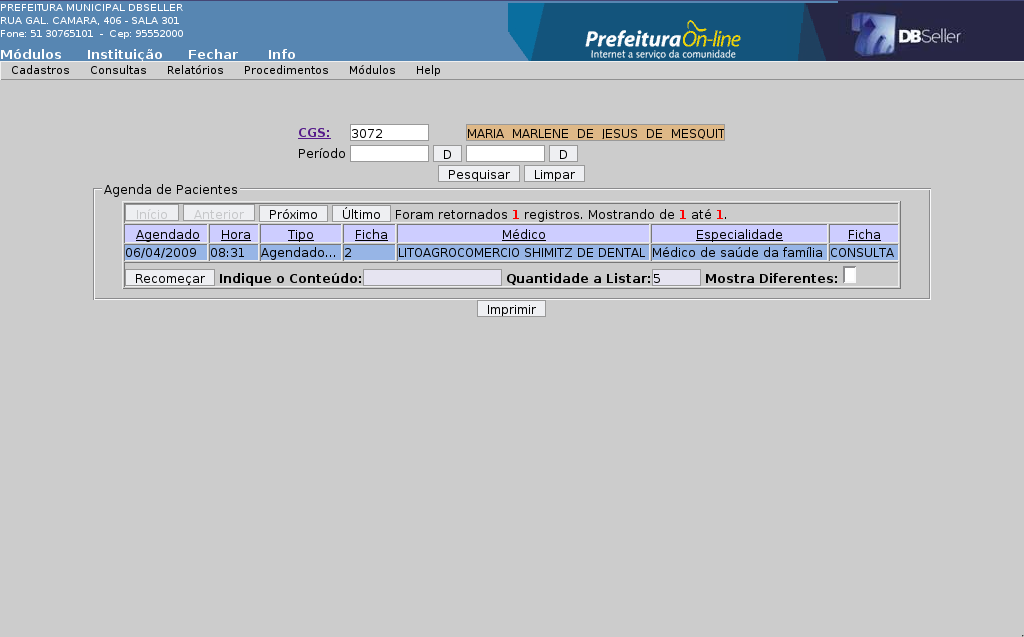 PREFEITURA MUNICIPAL DBSELLER
RUA GAL. CAMARA, 406 - SALA 301
Fone: 51 30765101 - Cep: 95552000
Prefeitura On-line
Internet a serviço da comunidade
DBSeller
Módulos Instituição Fechar Info
Cadastros Consultas Relatórios Procedimentos Módulos Help
CGS: 3072 MARIA MARLENE DE JESUS DE MESQUIT
Período D D
Pesquisar Limpar
Agenda de Pacientes
Início Anterior Próximo Último Foram retornados 1 registros. Mostrando de 1 até 1.
Agendado Hora Tipo Ficha Médico Especialidade Ficha
06/04/2009 08:31 Agendado... 2 LITOAGROCOMERCIO SHIMITZ DE DENTAL Médico de saúde da família CONSULTA
Recomeçar Indique o Conteúdo: Quantidade a Listar: 5 Mostra Diferentes:
Imprimir